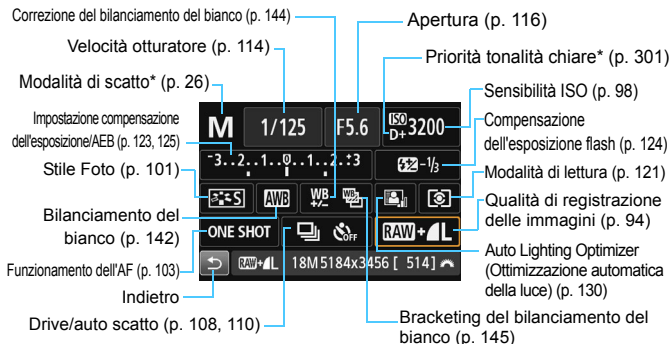 Correzione del bilanciamento del bianco (p. 144)
Apertura (p. 116)
Velocità otturatore (p. 114)
Priorità tonalità chiare* (p. 301)
Modalità di scatto* (p. 26)
Sensibilità ISO (p. 98)
Impostazione compensazione
dell'esposizione/AEB (p. 123, 125)
Compensazione
dell'esposizione flash (p. 124)
Stile Foto (p. 101)
Modalità di lettura (p. 121)
Bilanciamento del
bianco (p. 142)
Qualità di registrazione
delle immagini (p. 94)
Funzionamento dell'AF (p. 103)
Auto Lighting Optimizer
(Ottimizzazione automatica
della luce) (p. 130)
Indietro
Drive/auto scatto (p. 108, 110)
Bracketing del bilanciamento del
bianco (p. 145)
M 1/125 F5.6 ISO D+ 3200
-3..2..1..0..1..2.+3 -1/3
S AWB WB +/- WB
ONE SHOT OFF RAW+L
RAW+L 18M 5184x3456 [ 514]